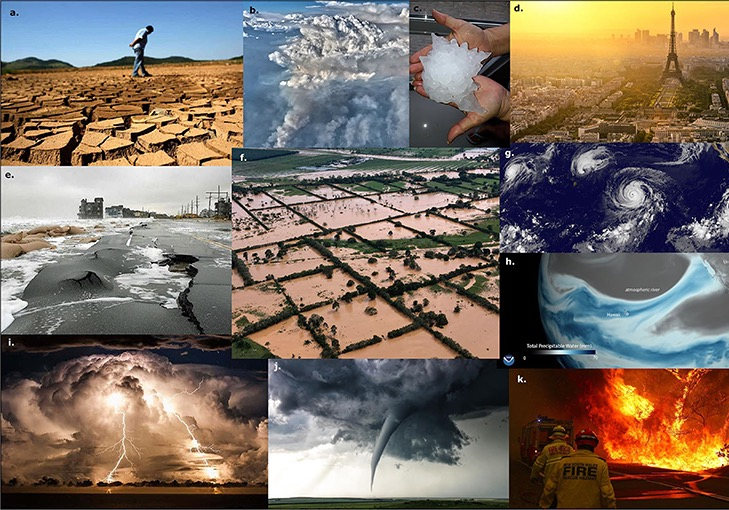 a.
b.
c.
d.
e.
f.
g.
h.
atmospheric river
Hawaii
Total Precipitable Water (mm)
0
i.
j.
k.
FIRE